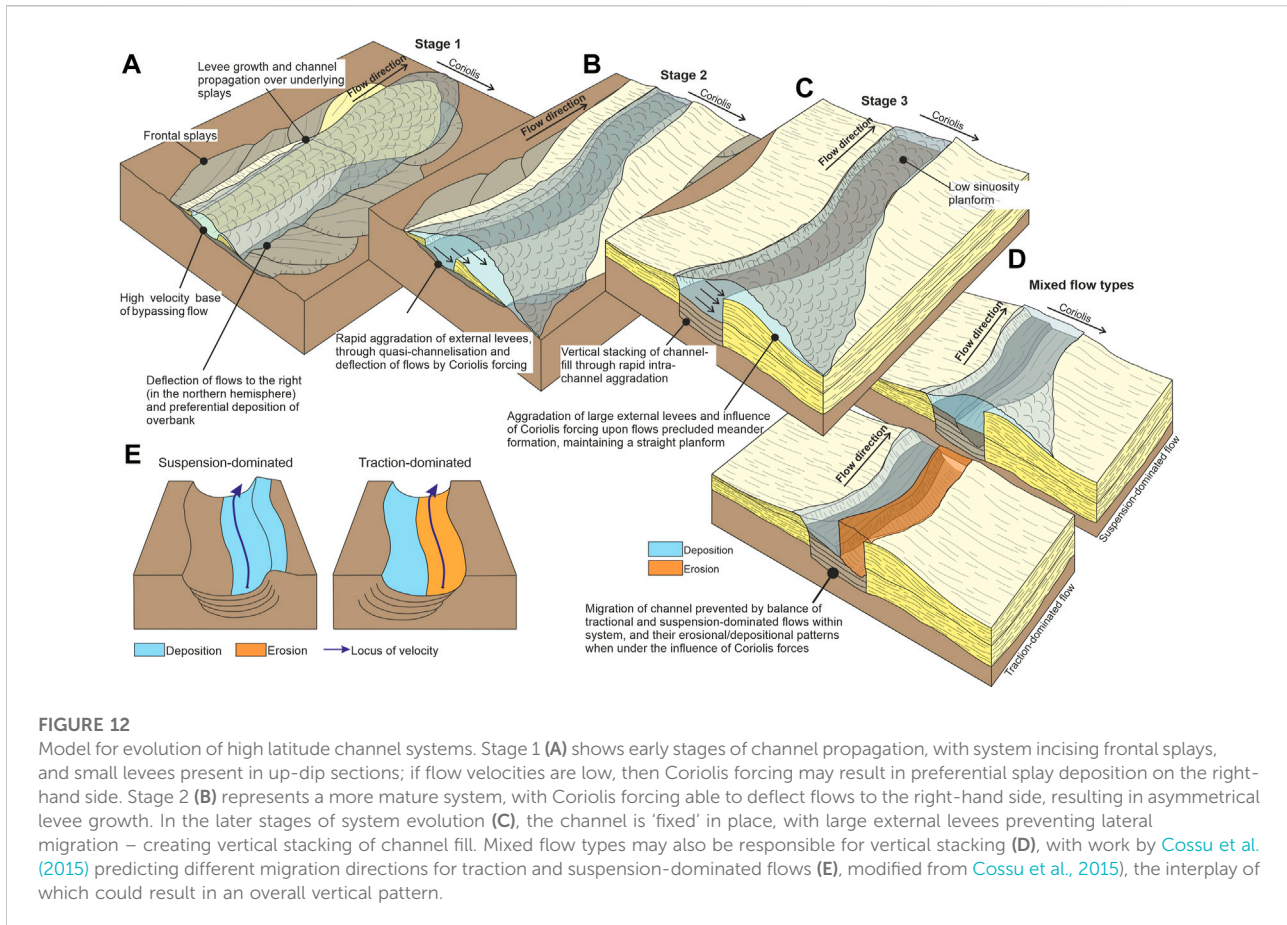 A
Stage 1
Levee growth and channel
propagation over underlying
splays
Flow direction
Coriolis
Frontal splays
High velocity base
of bypassing flow
Deflection of flows to the right
(in the northern hemisphere)
and preferential deposition of
overbank
B
Stage 2
Flow direction
Coriolis
Rapid aggradation of external levees,
through quasi-channelisation and
deflection of flows by Coriolis forcing
C
Stage 3
Flow direction
Coriolis
Low sinuosity
planform
Vertical stacking of channel-
fill through rapid intra-
channel aggradation
Aggradation of large external levees and influence
of Coriolis forcing upon flows precluded meander
formation, maintaining a straight planform
D
Mixed flow types
Coriolis
Flow direction
Suspension-dominated flow
Flow direction
Traction-dominated flow
Deposition
Erosion
Migration of channel prevented by balance of
tractional and suspension-dominated flows within
system, and their erosional/depositional patterns
when under the influence of Coriolis forces
E
Suspension-dominated
Traction-dominated
Deposition
Erosion
Locus of velocity
FIGURE 12
Model for evolution of high latitude channel systems. Stage 1 (A) shows early stages of channel propagation, with system incising frontal splays,
and small levees present in up-dip sections; if flow velocities are low, then Coriolis forcing may result in preferential splay deposition on the right-
hand side. Stage 2 (B) represents a more mature system, with Coriolis forcing able to deflect flows to the right-hand side, resulting in asymmetrical
levee growth. In the later stages of system evolution (C), the channel is ‘fixed’ in place, with large external levees preventing lateral
migration – creating vertical stacking of channel fill. Mixed flow types may also be responsible for vertical stacking (D), with work by Cossu et al.
(2015) predicting different migration directions for traction and suspension-dominated flows (E), modified from Cossu et al., 2015), the interplay of
which could result in an overall vertical pattern.